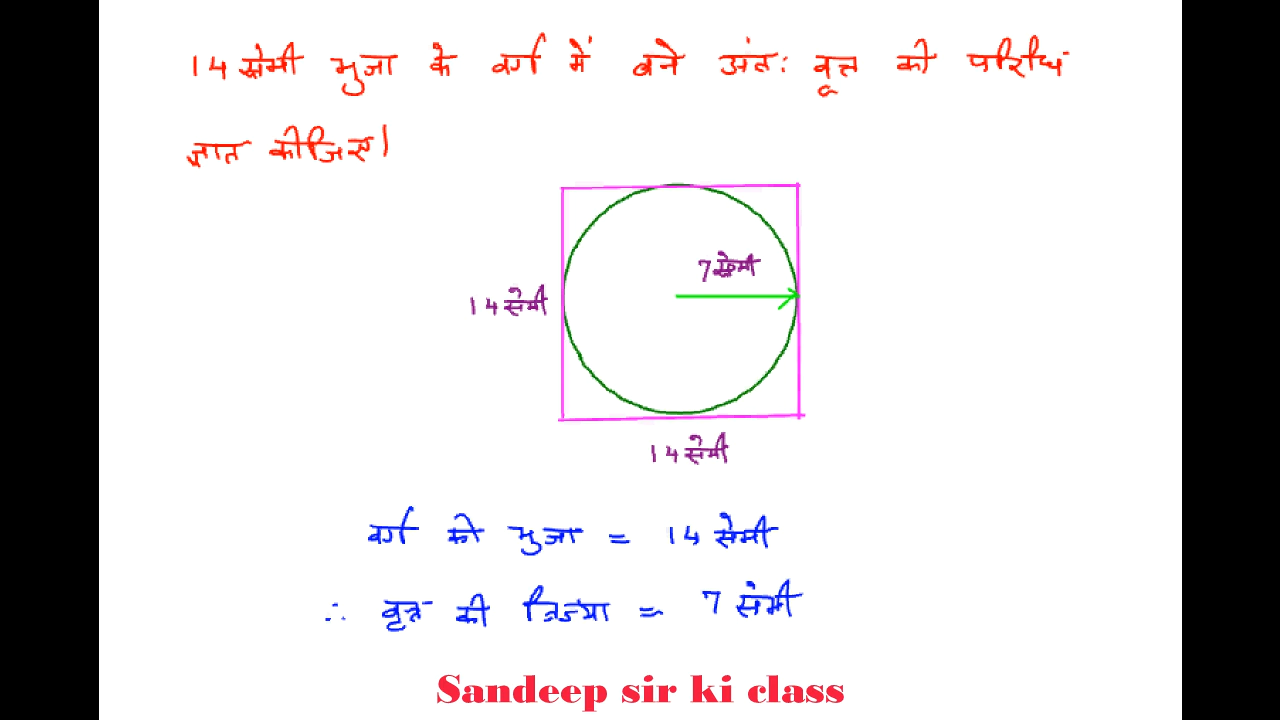 14 सेमी भुजा के वर्ग में बने अंतः वृत्त की परिधि
ज्ञात कीजिए।
7 सेमी
14 सेमी
14 सेमी
वर्ग की भुजा = 14 सेमी
∴ वृत्त की त्रिज्या = 7 सेमी
Sandeep sir ki class